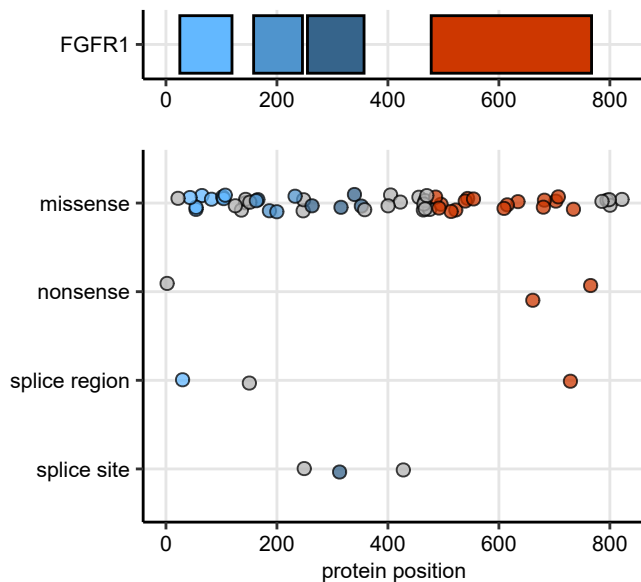 FGFR1
0 200 400 600 800
missense
nonsense
splice region
splice site
0 200 400 600 800
protein position